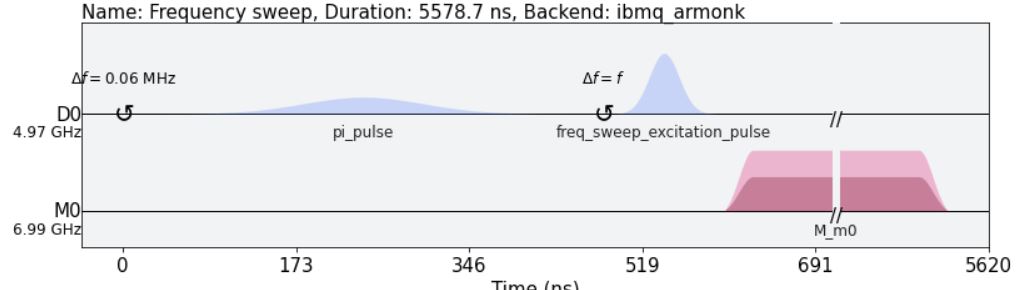 Name: Frequency sweep, Duration: 5578.7 ns, Backend: ibmq_armonk
Δf = 0.06 MHz
Δf = f
D0
4.97 GHz
pi_pulse
freq_sweep_excitation_pulse
M0
6.99 GHz
M_m0
0 173 346 519 691 5620
Time (ns)